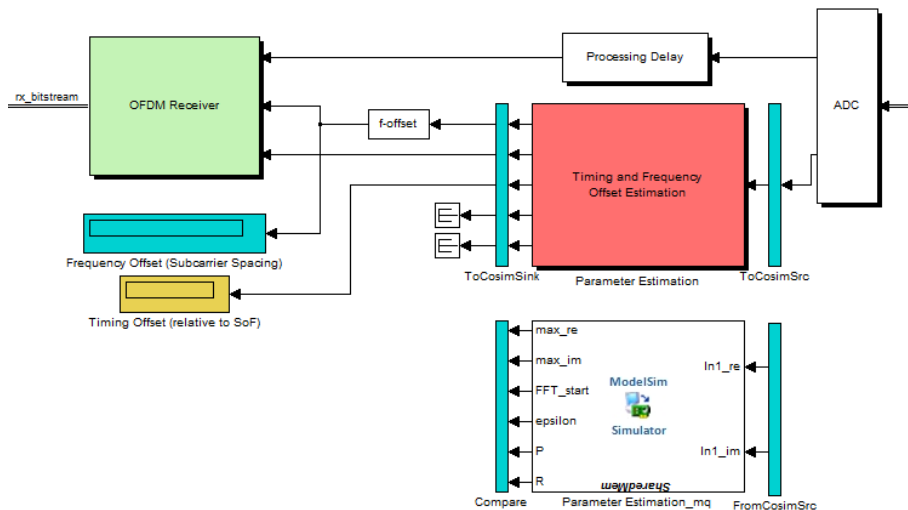 Processing Delay
rx_bitstream
OFDM Receiver
ADC
f-offset
Timing and Frequency
Offset Estimation
Frequency Offset (Subcarrier Spacing)
ToCosimSink
Parameter Estimation
ToCosimSrc
Timing Offset (relative to SoF)
max_re
max_im
FFT_start
epsilon
P
R
ModelSim
Simulator
In1_re
In1_im
SharedMem
Compare
Parameter Estimation_mq
FromCosimSrc